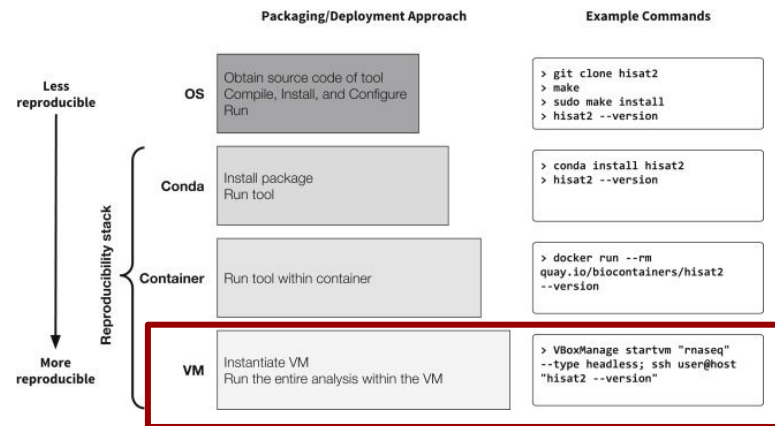 Packaging/Deployment Approach
Example Commands
Less
reproducible
More
reproducible
Reproducibility stack
OS
Obtain source code of tool
Compile, Install, and Configure
Run
> git clone hisat2
> make
> sudo make install
> hisat2 --version
Conda
Install package
Run tool
> conda install hisat2
> hisat2 --version
Container
Run tool within container
> docker run --rm
quay.io/biocontainers/hisat2
--version
VM
Instantiate VM
Run the entire analysis within the VM
> VBoxManage startvm "rnaseq"
--type headless; ssh user@host
"hisat2 --version"